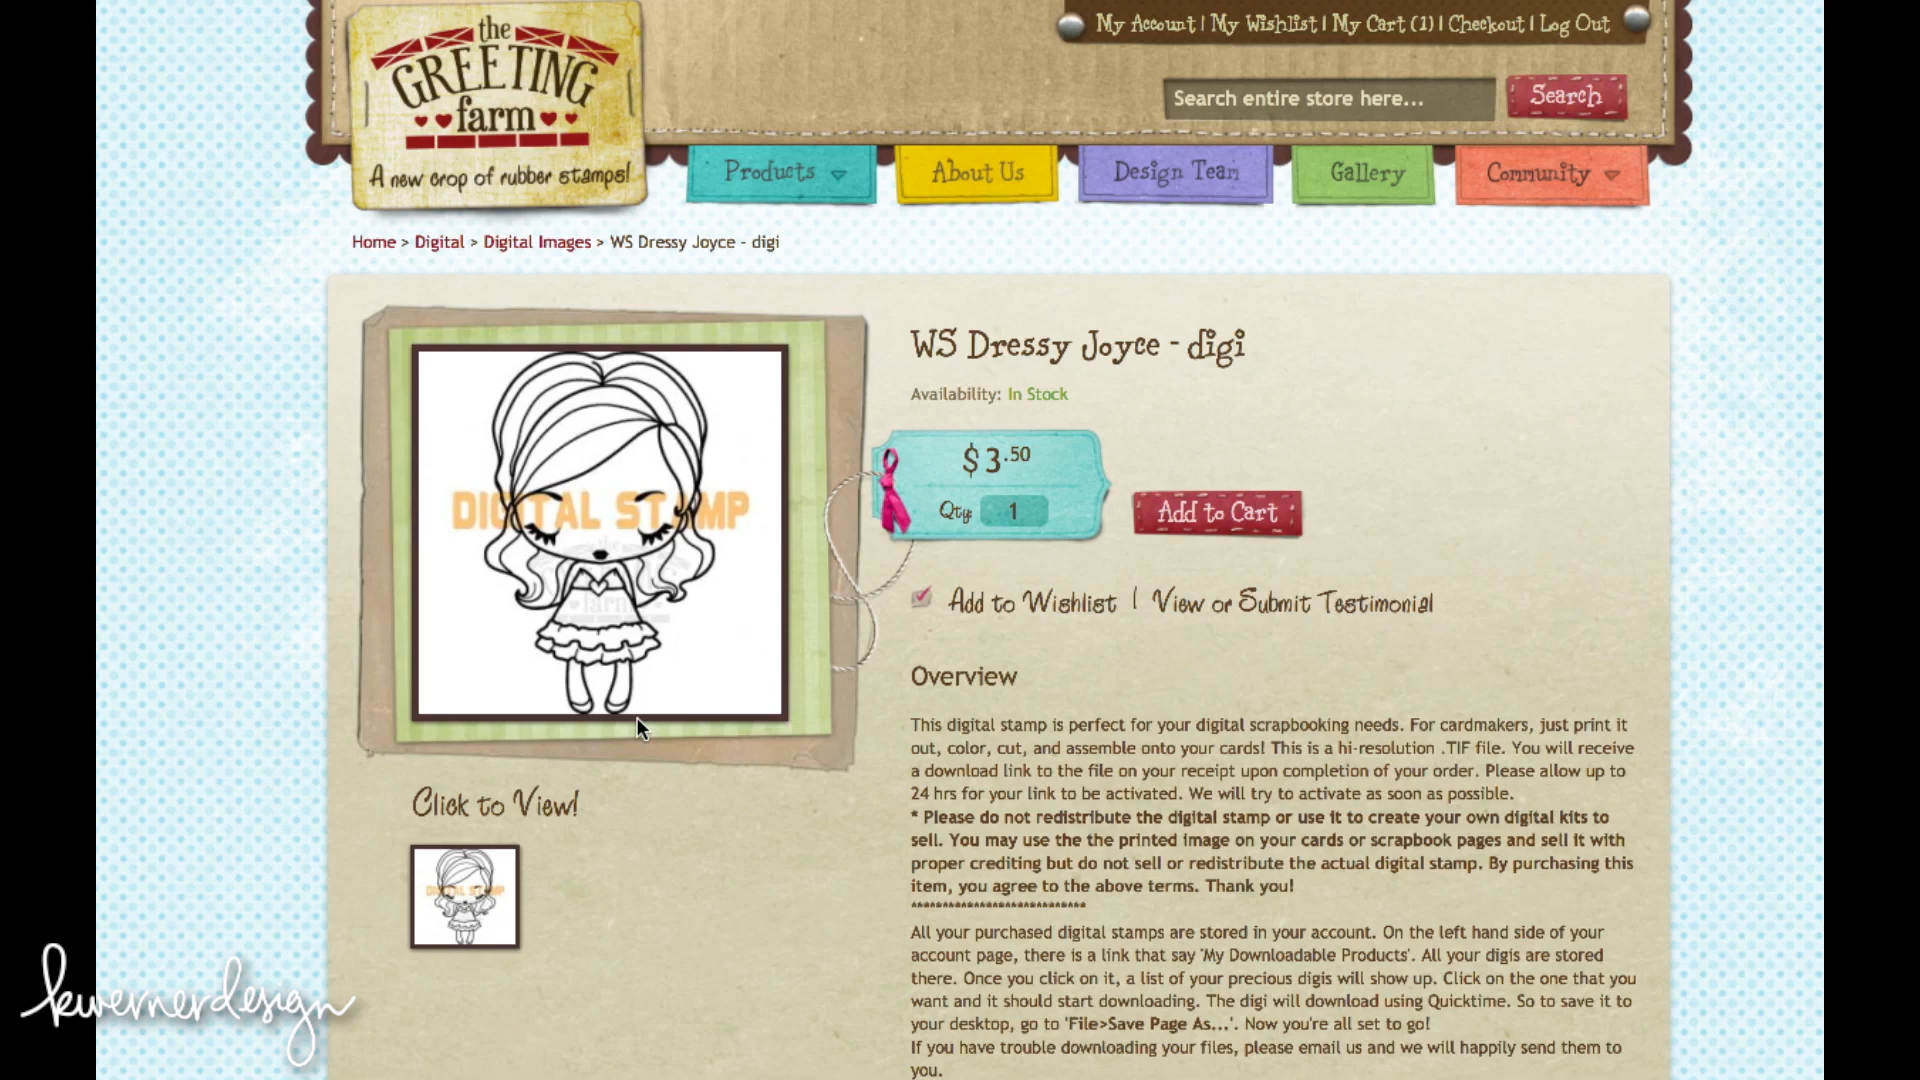 the
GREETING
farm
A new crop of rubber stamps!
My Account | My Wishlist | My Cart (1) | Checkout | Log Out
Search entire store here...
Search
Products
About Us
Design Team
Gallery
Community
Home > Digital > Digital Images > WS Dressy Joyce - digi
WS Dressy Joyce - digi
Availability: In Stock
$3.50
Qty: 1
Add to Cart
DIGITAL STAMP
the
farm
Add to Wishlist | View or Submit Testimonial
Overview
This digital stamp is perfect for your digital scrapbooking needs. For cardmakers, just print it
out, color, cut, and assemble onto your cards! This is a hi-resolution .TIF file. You will receive
a download link to the file on your receipt upon completion of your order. Please allow up to
24 hrs for your link to be activated. We will try to activate as soon as possible.
* Please do not redistribute the digital stamp or use it to create your own digital kits to
sell. You may use the the printed image on your cards or scrapbook pages and sell it with
proper crediting but do not sell or redistribute the actual digital stamp. By purchasing this
item, you agree to the above terms. Thank you!
****************************
All your purchased digital stamps are stored in your account. On the left hand side of your
account page, there is a link that say 'My Downloadable Products'. All your digis are stored
there. Once you click on it, a list of your precious digis will show up. Click on the one that you
want and it should start downloading. The digi will download using Quicktime. So to save it to
your desktop, go to 'File>Save Page As...'. Now you're all set to go!
If you have trouble downloading your files, please email us and we will happily send them to
you.
Click to View!
DIGITAL STAMP
kwernerdesign